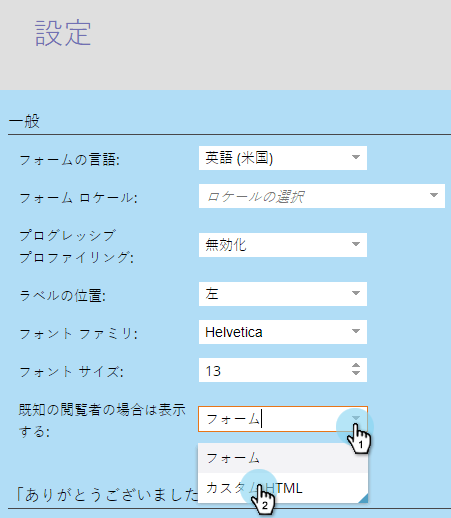 設定
一般
フォームの言語: 英語 (米国)
フォーム ロケール: ロケールの選択
プログレッシブ
プロファイリング: 無効化
ラベルの位置: 左
フォント ファミリ: Helvetica
フォント サイズ: 13
既知の閲覧者の場合は表示
する: フォーム
1
フォーム
カスタム HTML
2
「ありがとうございました